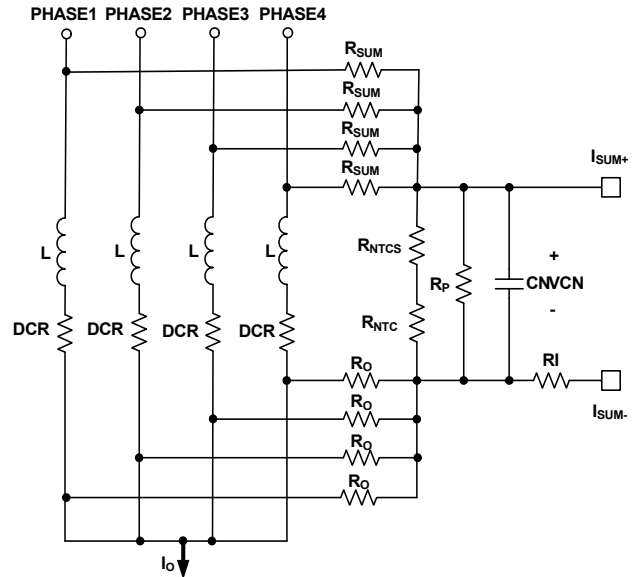 PHASE1 PHASE2 PHASE3 PHASE4
RSUM
RSUM
RSUM
RSUM
ISUM+
L L L L
RNTCS
RP
CNVCN
+
-
DCR DCR DCR DCR
RNTC
RO
RI
RO
ISUM-
RO
RO
IO